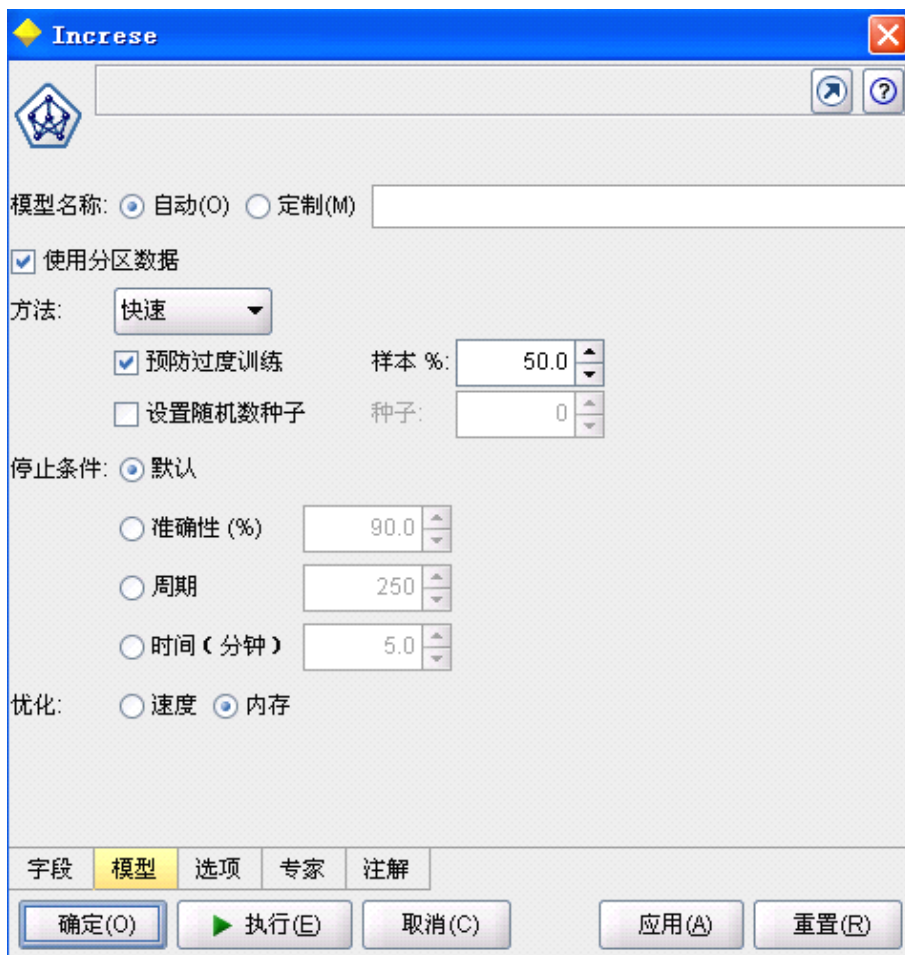 Increse
模型名称: 自动(O) 定制(M)
使用分区数据
方法: 快速
预防过度训练 样本 %: 50.0
设置随机数种子 种子: 0
停止条件: 默认
准确性 (%) 90.0
周期 250
时间 ( 分钟 ) 5.0
优化: 速度 内存
字段 模型 选项 专家 注解
确定(O) 执行(E) 取消(C) 应用(A) 重置(R)